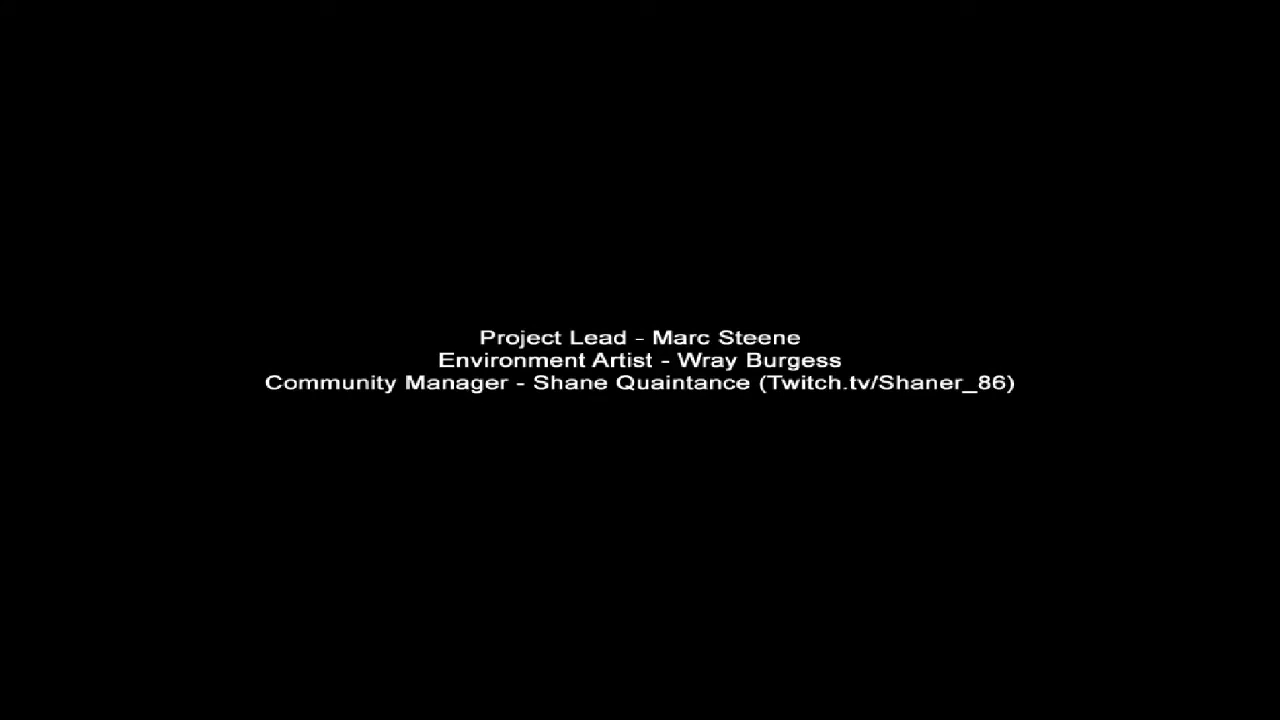 Project Lead - Marc Steene
Environment Artist - Wray Burgess
Community Manager - Shane Quaintance (Twitch.tv/Shaner_86)